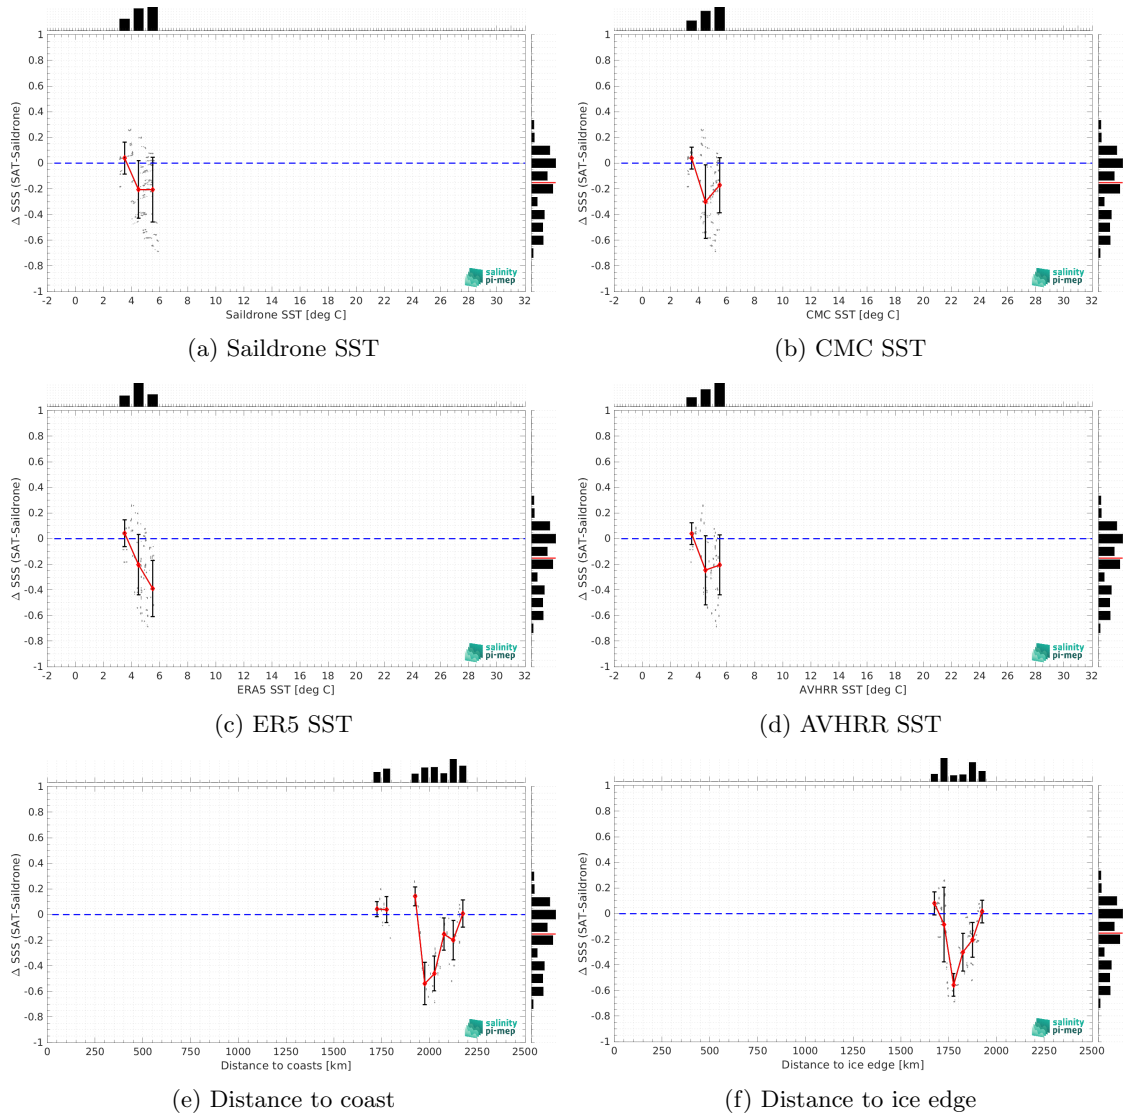 1
0.8
0.6
0.4
0.2
0
-0.2
-0.4
-0.6
-0.8
-1
Δ SSS (SAT-Saildrone)
-2 0 2 4 6 8 10 12 14 16 18 20 22 24 26 28 30 32
Saildrone SST [deg C]
salinity
pi-mep
(a) Saildrone SST
1
0.8
0.6
0.4
0.2
0
-0.2
-0.4
-0.6
-0.8
-1
Δ SSS (SAT-Saildrone)
-2 0 2 4 6 8 10 12 14 16 18 20 22 24 26 28 30 32
CMC SST [deg C]
salinity
pi-mep
(b) CMC SST
1
0.8
0.6
0.4
0.2
0
-0.2
-0.4
-0.6
-0.8
-1
Δ SSS (SAT-Saildrone)
-2 0 2 4 6 8 10 12 14 16 18 20 22 24 26 28 30 32
ERA5 SST [deg C]
salinity
pi-mep
(c) ER5 SST
1
0.8
0.6
0.4
0.2
0
-0.2
-0.4
-0.6
-0.8
-1
Δ SSS (SAT-Saildrone)
-2 0 2 4 6 8 10 12 14 16 18 20 22 24 26 28 30 32
AVHRR SST [deg C]
salinity
pi-mep
(d) AVHRR SST
1
0.8
0.6
0.4
0.2
0
-0.2
-0.4
-0.6
-0.8
-1
Δ SSS (SAT-Saildrone)
0 250 500 750 1000 1250 1500 1750 2000 2250 2500
Distance to coasts [km]
salinity
pi-mep
(e) Distance to coast
1
0.8
0.6
0.4
0.2
0
-0.2
-0.4
-0.6
-0.8
-1
Δ SSS (SAT-Saildrone)
0 250 500 750 1000 1250 1500 1750 2000 2250 2500
Distance to ice edge [km]
salinity
pi-mep
(f) Distance to ice edge